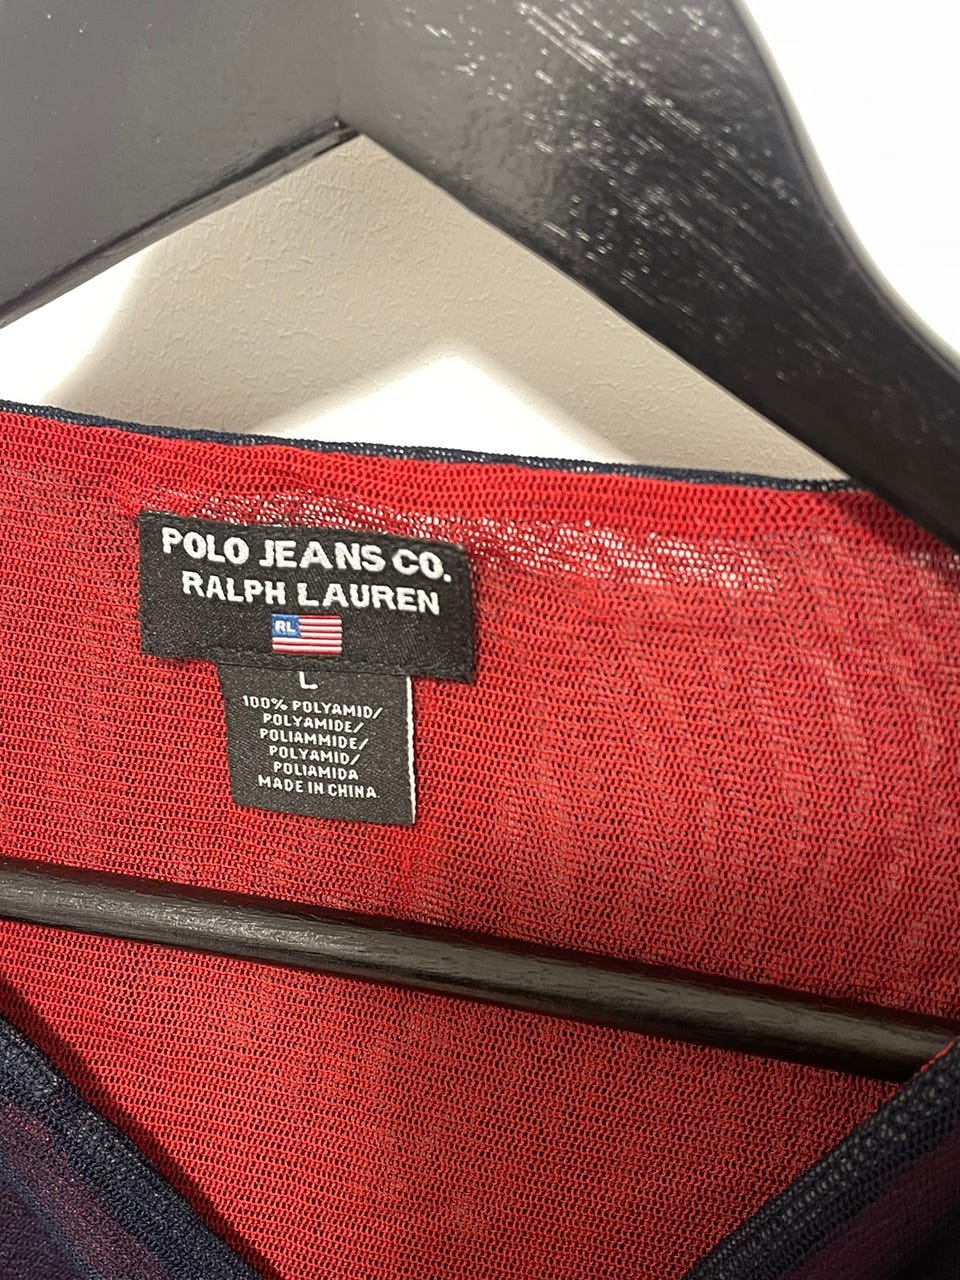 POLO JEANS CO.
RALPH LAUREN
RL
L
100% POLYAMID/
POLYAMIDE/
POLIAMMIDE/
POLYAMID/
POLIAMIDA
MADE IN CHINA